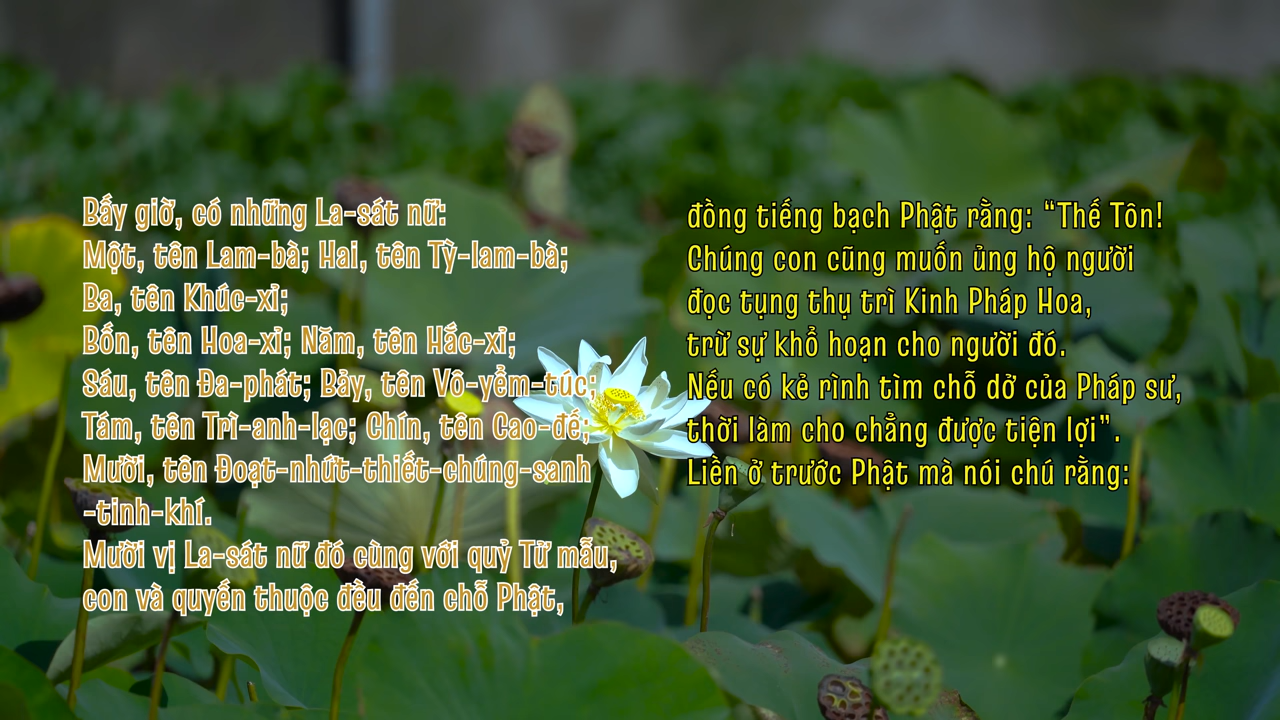 Bấy giờ, có những La-sát nữ:
Một, tên Lam-bà; Hai, tên Tỳ-lam-bà;
Ba, tên Khúc-xỉ;
Bốn, tên Hoa-xỉ; Năm, tên Hắc-xỉ;
Sáu, tên Đa-phát; Bảy, tên Vô-yểm-túc;
Tám, tên Trì-anh-lạc; Chín, tên Cao-đế;
Mười, tên Đoạt-nhứt-thiết-chúng-sanh
-tinh-khí.
Mười vị La-sát nữ đó cùng với quỷ Tử mẫu,
con và quyến thuộc đều đến chỗ Phật,
đồng tiếng bạch Phật rằng: “Thế Tôn!
Chúng con cũng muốn ủng hộ người
đọc tụng thụ trì Kinh Pháp Hoa,
trừ sự khổ hoạn cho người đó.
Nếu có kẻ rình tìm chỗ dở của Pháp sư,
thời làm cho chẳng được tiện lợi”.
Liền ở trước Phật mà nói chú rằng: